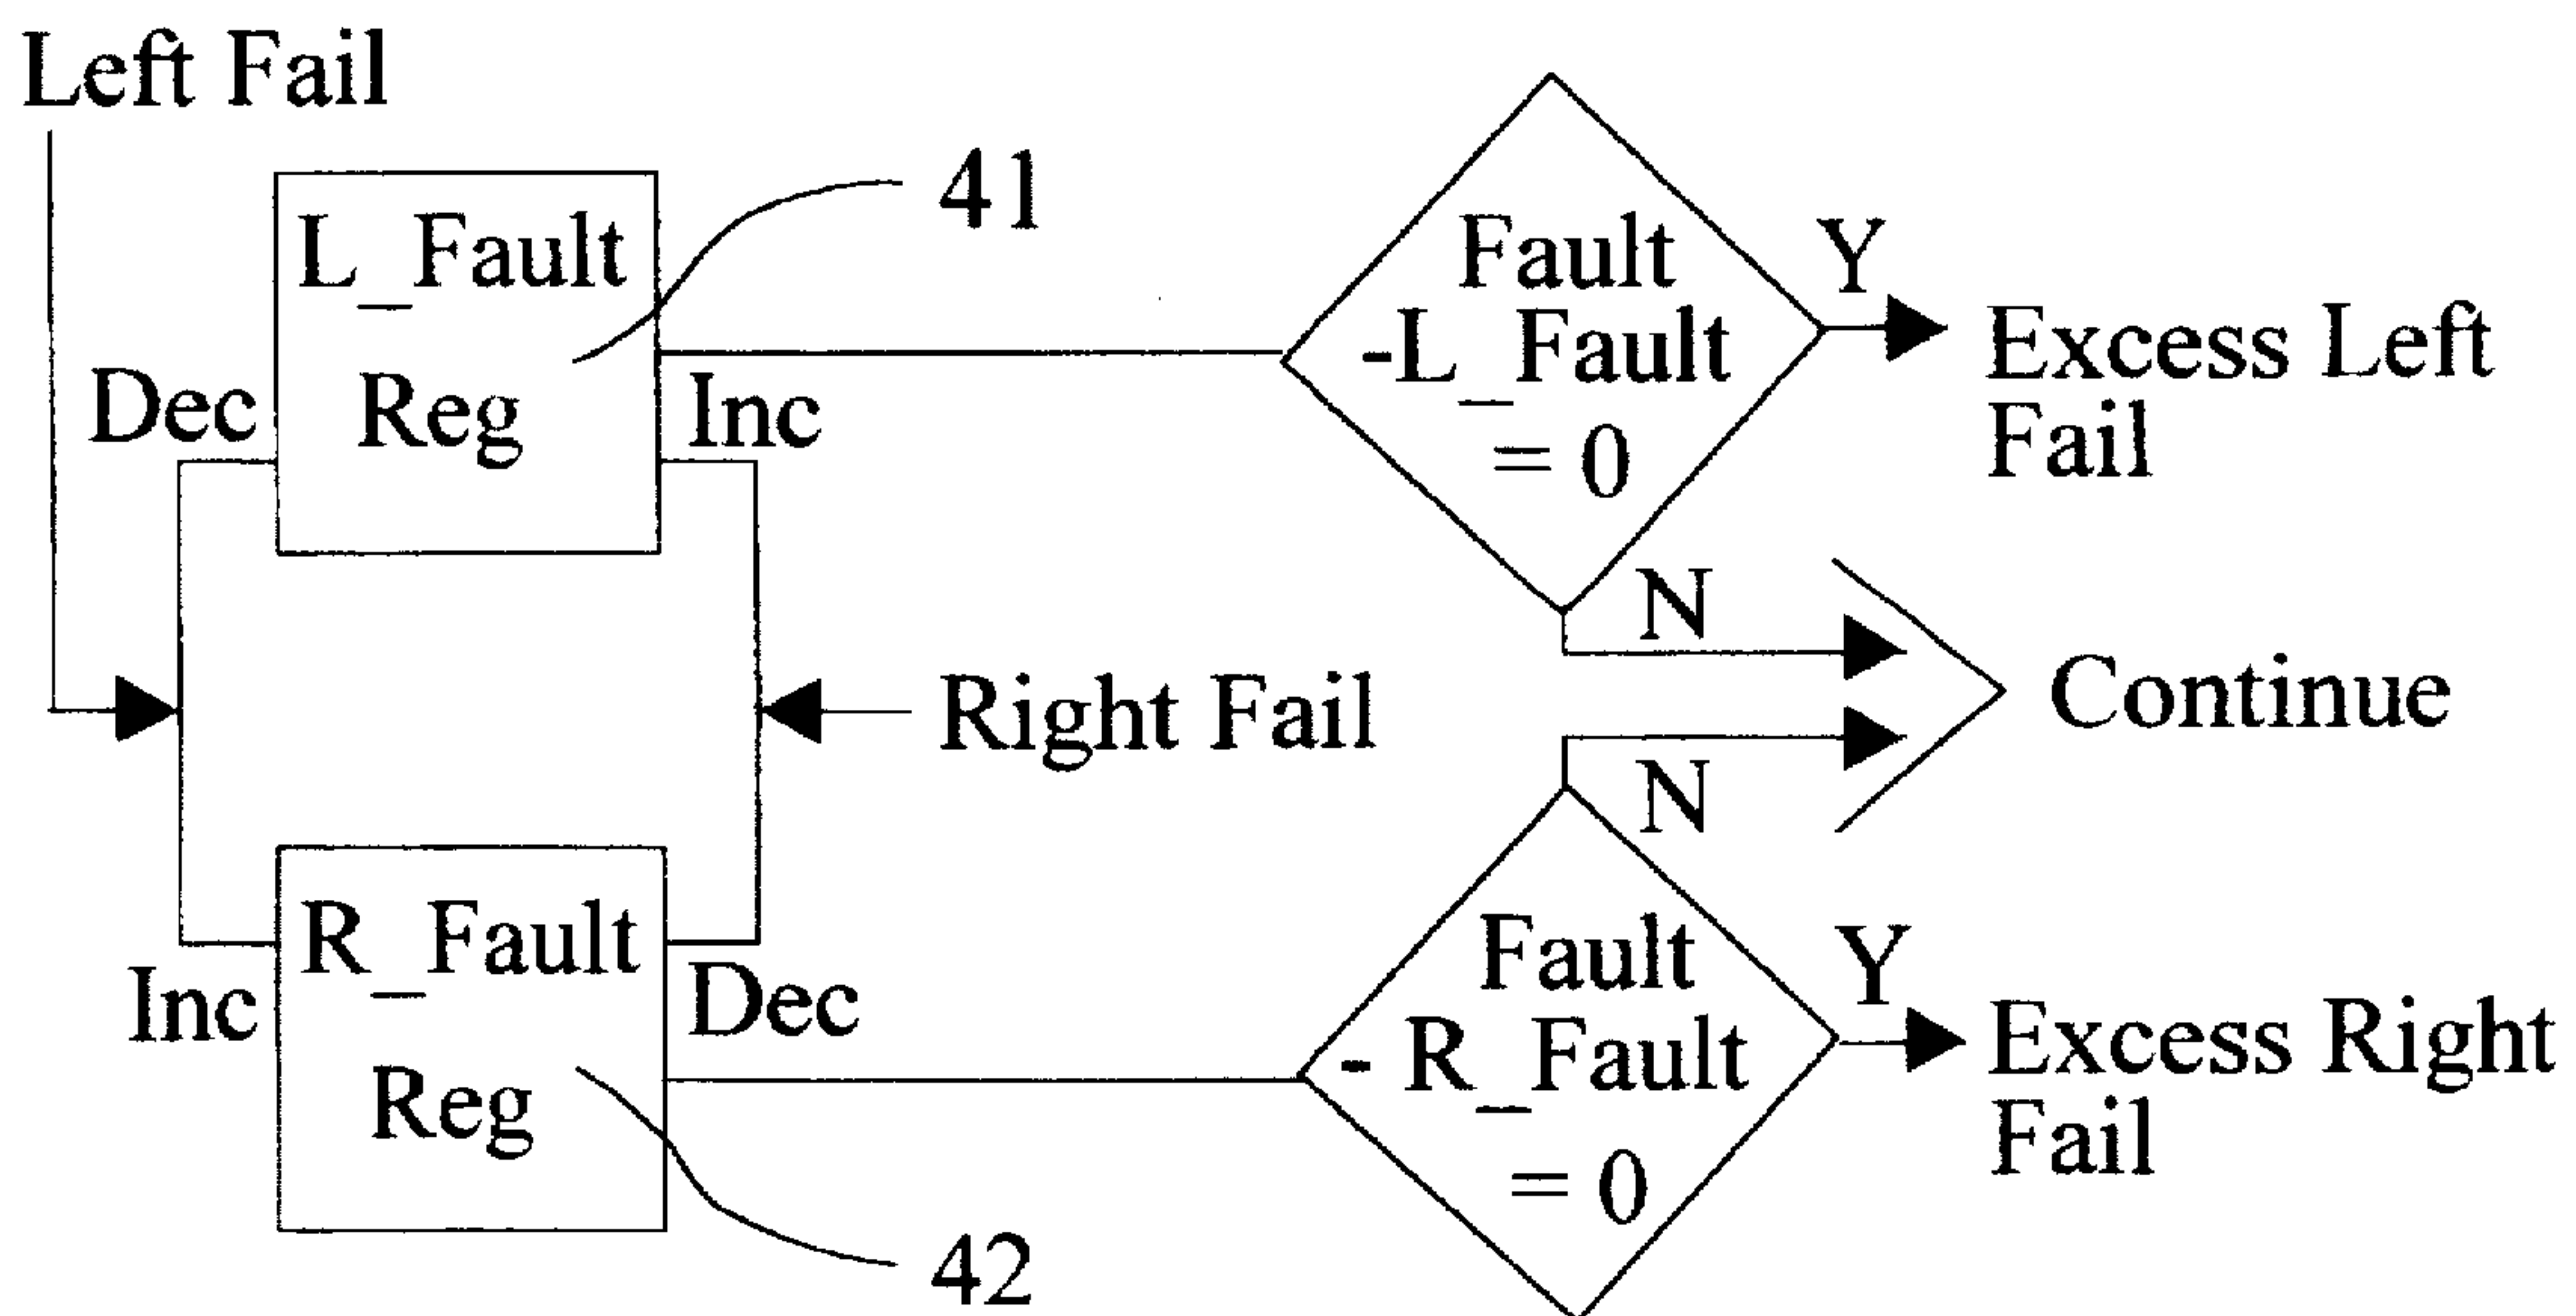 Left Fail
41
L_Fault
Reg
Dec
Inc
Fault
-L_Fault
= 0
Y
Excess Left
Fail
N
Right Fail
Continue
N
R_Fault
Reg
Inc
Dec
42
Fault
- R_Fault
= 0
Y
Excess Right
Fail